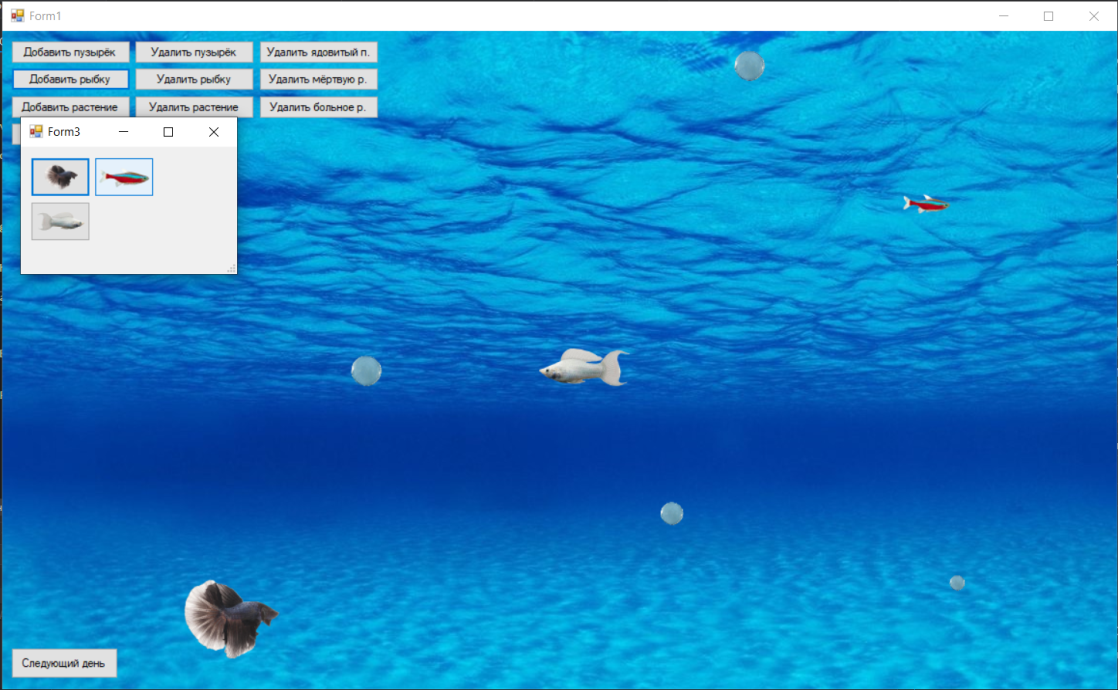 Form1
Добавить пузырёк Удалить пузырёк Удалить ядовитый п.
Добавить рыбку Удалить рыбку Удалить мёртвую р.
Добавить растение Удалить растение Удалить больное р.
Form3
Следующий день